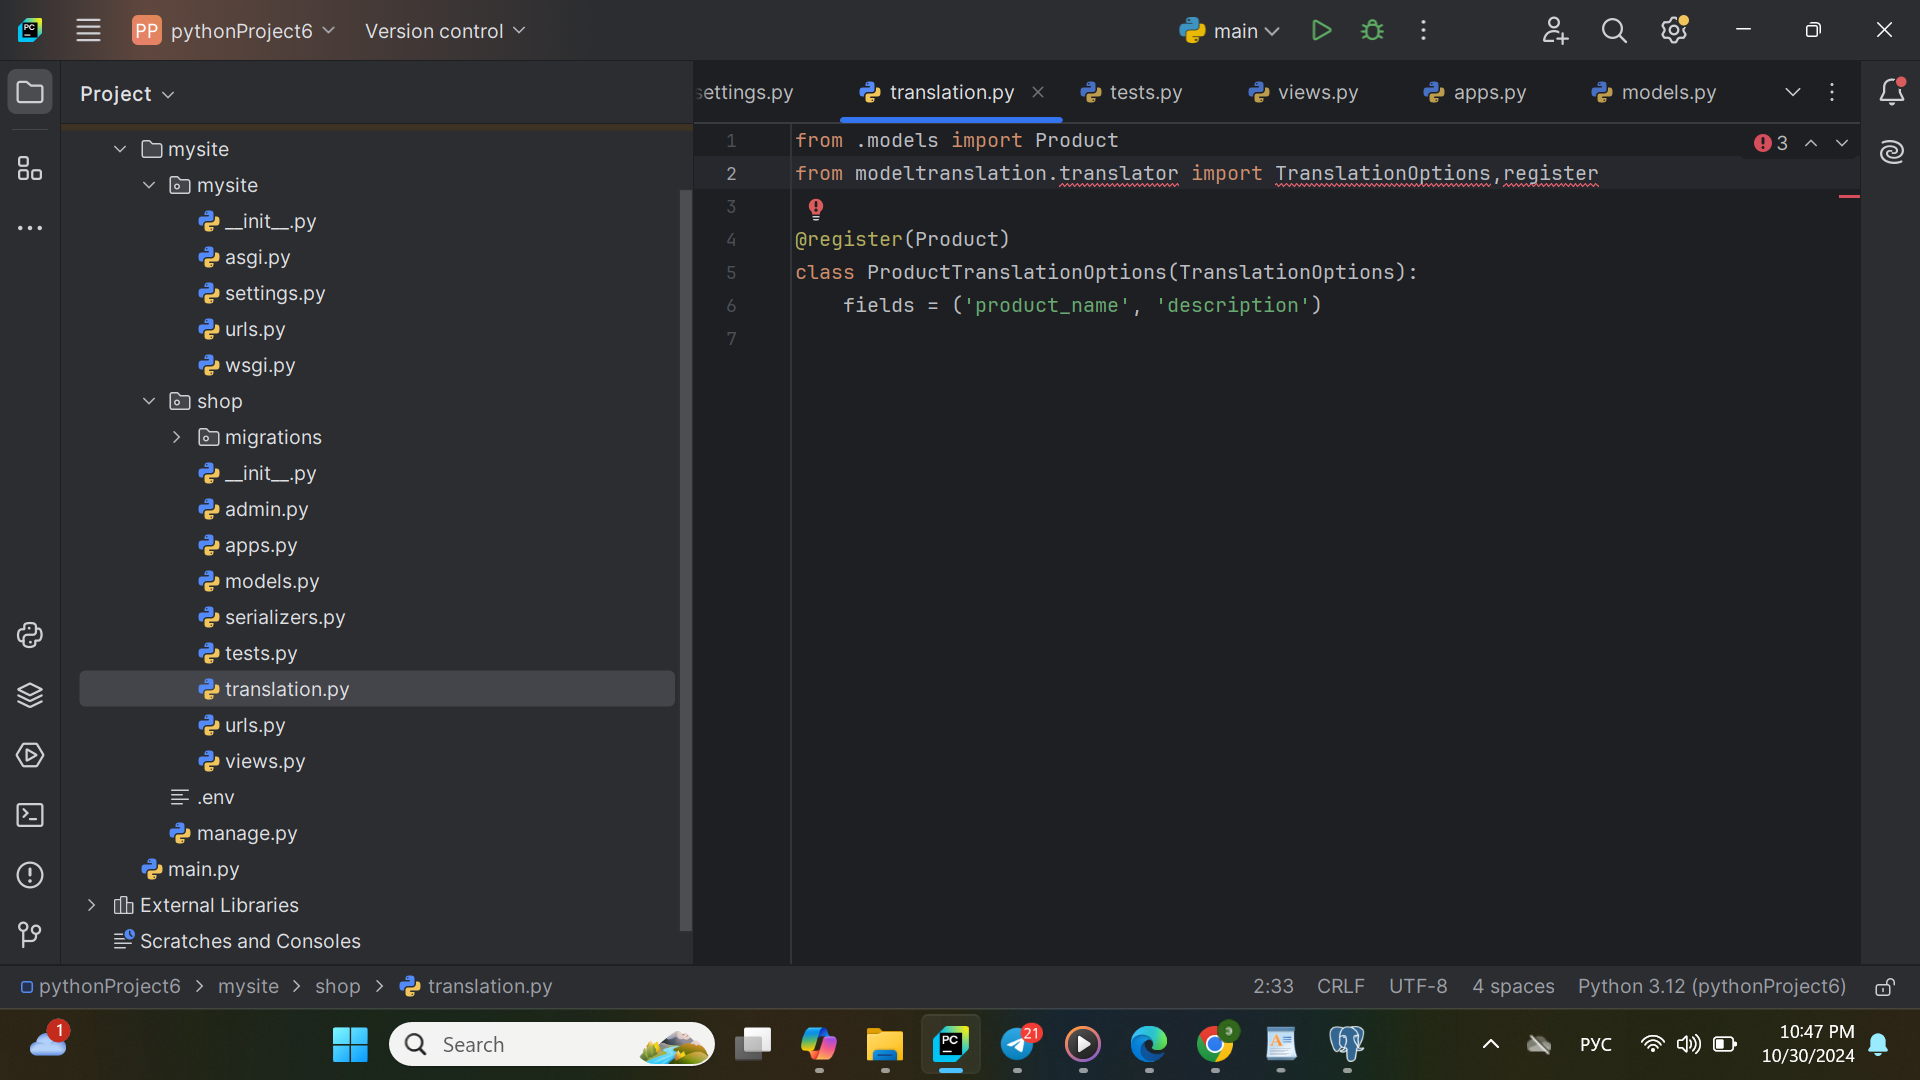 PC
PP pythonProject6 Version control main
Project
settings.py translation.py tests.py views.py apps.py models.py
mysite
mysite
__init__.py
asgi.py
settings.py
urls.py
wsgi.py
shop
migrations
__init__.py
admin.py
apps.py
models.py
serializers.py
tests.py
translation.py
urls.py
views.py
.env
manage.py
main.py
External Libraries
Scratches and Consoles
1 from .models import Product
3
2 from modeltranslation.translator import TranslationOptions,register
3
4 @register(Product)
5 class ProductTranslationOptions(TranslationOptions):
6 fields = ('product_name', 'description')
7
pythonProject6 > mysite > shop > translation.py
2:33 CRLF UTF-8 4 spaces Python 3.12 (pythonProject6)
1
Search
PC
21
3
РУС
10:47 PM
10/30/2024